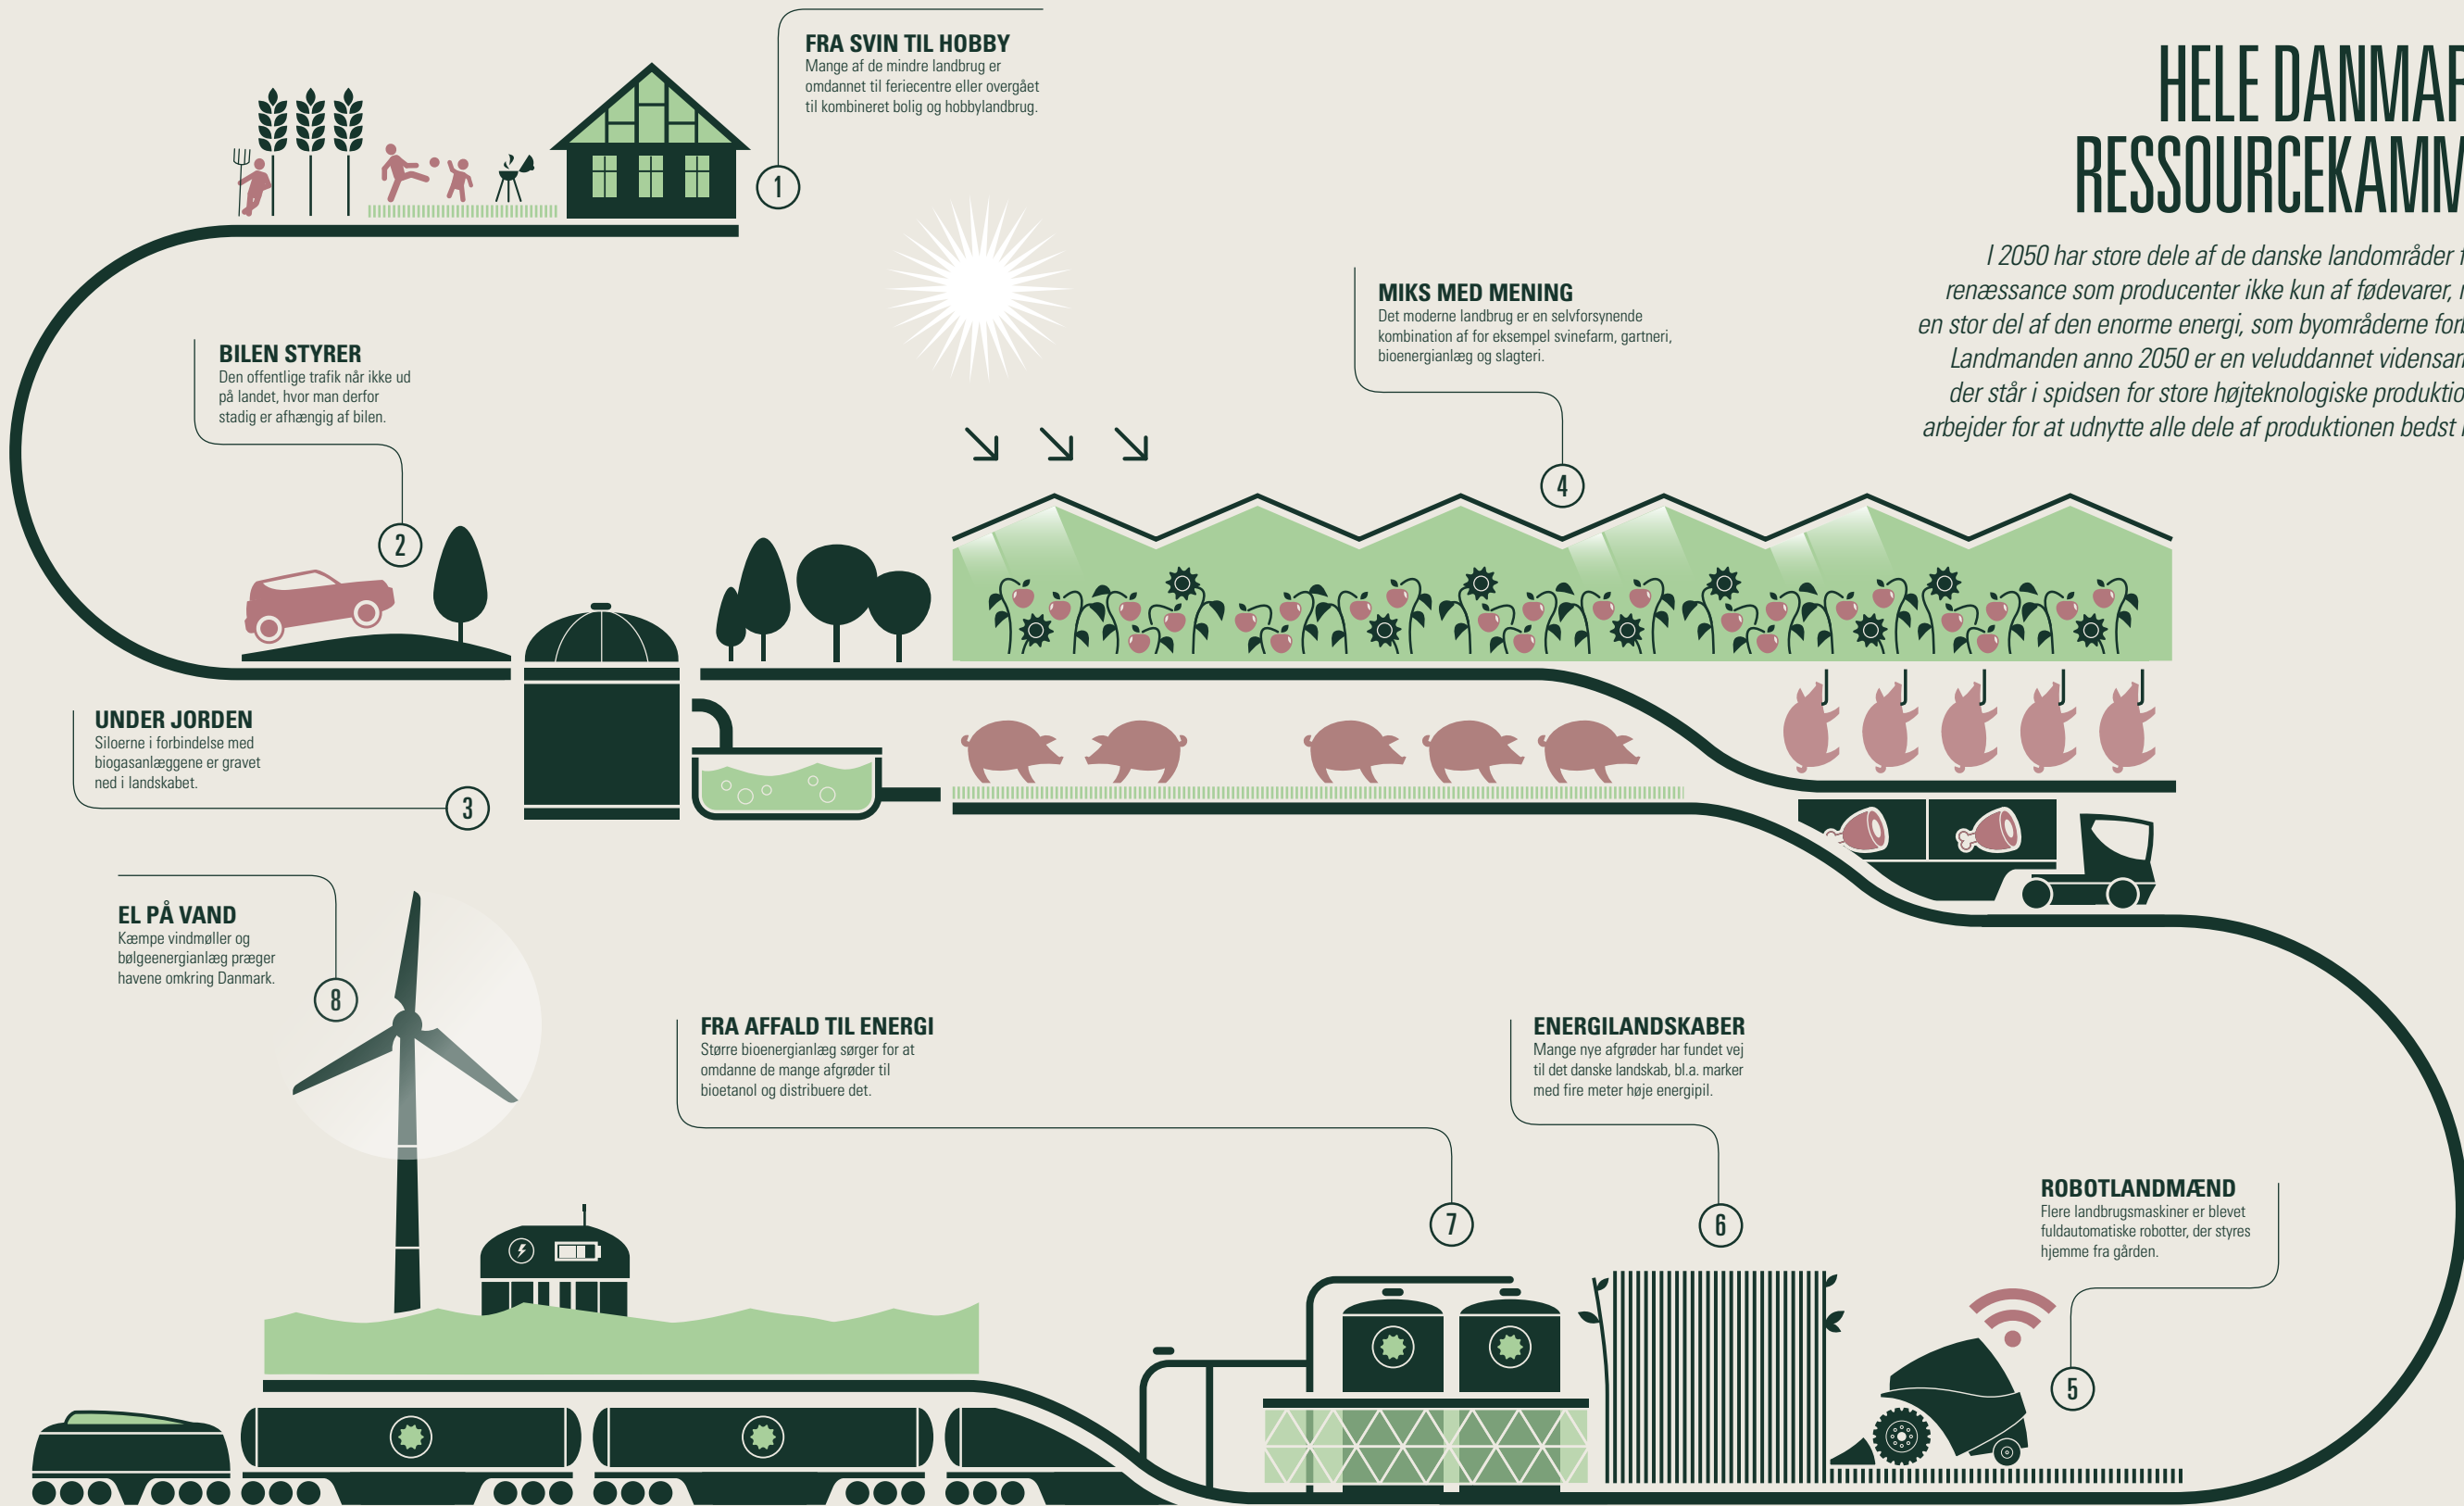 HELE DANMAR
RESSOURCEKAMM
I 2050 har store dele af de danske landområder
renæssance som producenter ikke kun af fødevarer,
en stor del af den enorme energi, som byområderne
Landmanden anno 2050 er en veluddannet
der står i spidsen for store højteknologiske
arbejder for at udnytte alle dele af produktionen bedst
FRA SVIN TIL HOBBY
Mange af de mindre landbrug er
omdannet til feriecentre eller overgået
til kombineret bolig og hobbylandbrug.
1
BILEN STYRER
Den offentlige trafik når ikke ud
på landet, hvor man derfor
stadig er afhængig af bilen.
2
UNDER JORDEN
Siloerne i forbindelse med
biogasanlæggene er gravet
ned i landskabet.
3
MIKS MED MENING
Det moderne landbrug er en selvforsynende
kombination af for eksempel svinefarm, gartneri,
bioenergianlæg og slagteri.
4
ROBOTLANDMÆND
Flere landbrugsmaskiner er blevet
fuldautomatiske robotter, der styres
hjemme fra gården.
5
ENERGILANDSKABER
Mange nye afgrøder har fundet vej
til det danske landskab, bl.a. marker
med fire meter høje energipil.
6
FRA AFFALD TIL ENERGI
Større bioenergianlæg sørger for at
omdanne de mange afgrøder til
bioetanol og distribuere det.
7
EL PÅ VAND
Kæmpe vindmøller og
bølgeenergianlæg præger
havene omkring Danmark.
8